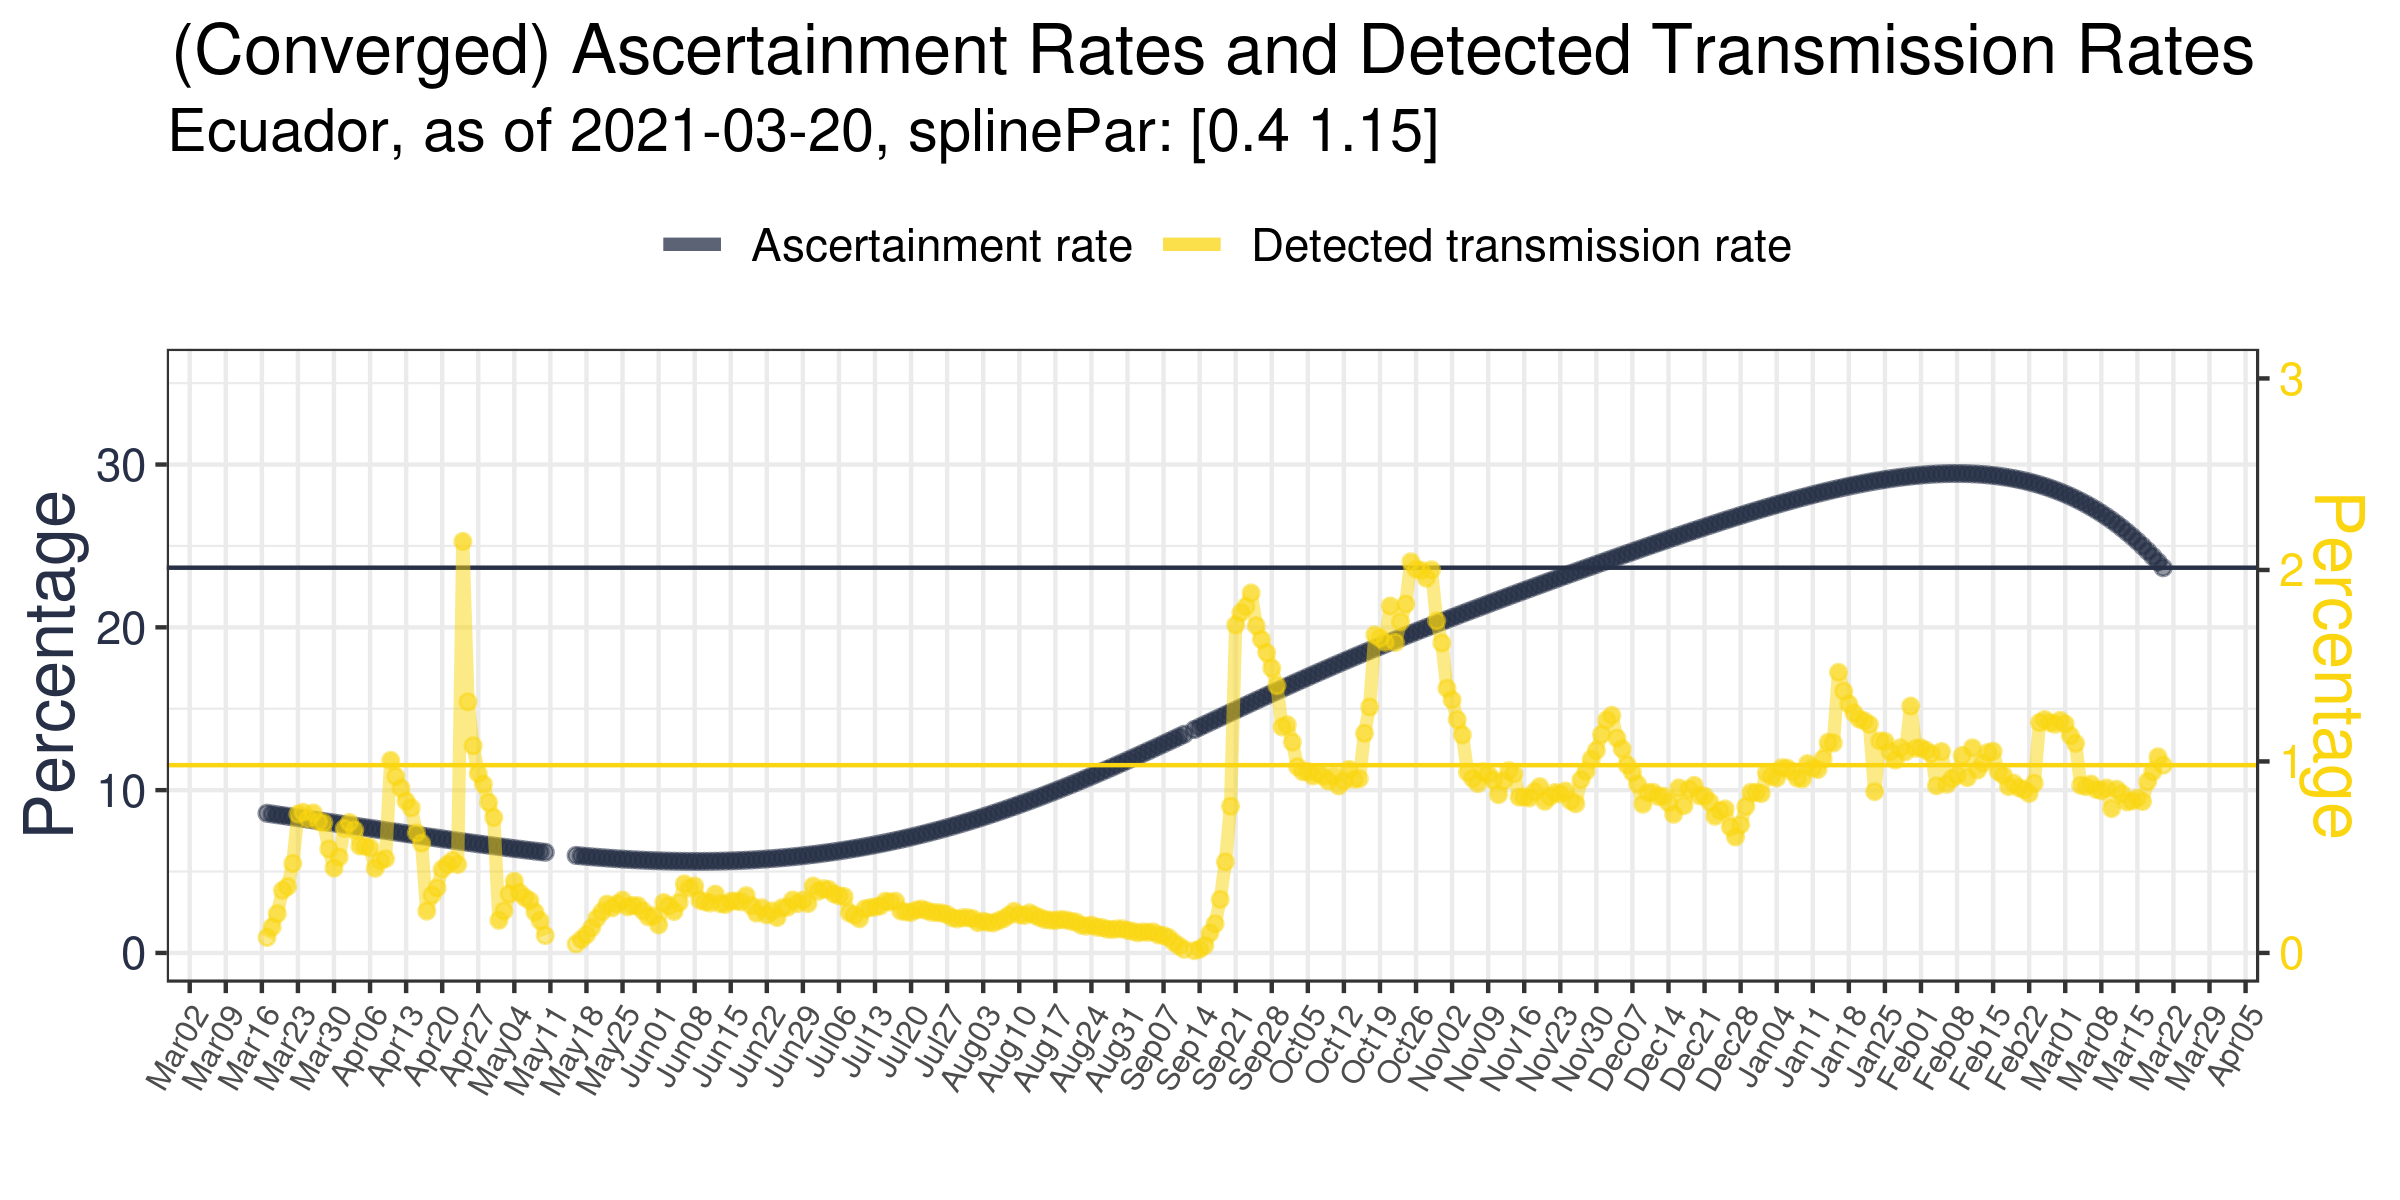 (Converged) Ascertainment Rates and Detected Transmission Rates
Ecuador, as of 2021-03-20, splinePar: [0.4 1.15]
Ascertainment rate Detected transmission rate
Percentage
30
20
10
0
3
2
1
0
Percentage
Mar02 Mar09 Mar16 Mar23 Mar30 Apr06 Apr13 Apr20 Apr27 May04 May11 May18 May25 Jun01 Jun08 Jun15 Jun22 Jun29 Jul06 Jul13 Jul20 Jul27 Aug03 Aug10 Aug17 Aug24 Aug31 Sep07 Sep14 Sep21 Sep28 Oct05 Oct12 Oct19 Oct26 Nov02 Nov09 Nov16 Nov23 Nov30 Dec07 Dec14 Dec21 Dec28 Jan04 Jan11 Jan18 Jan25 Feb01 Feb08 Feb15 Feb22 Mar01 Mar08 Mar15 Mar22 Mar29 Apr05